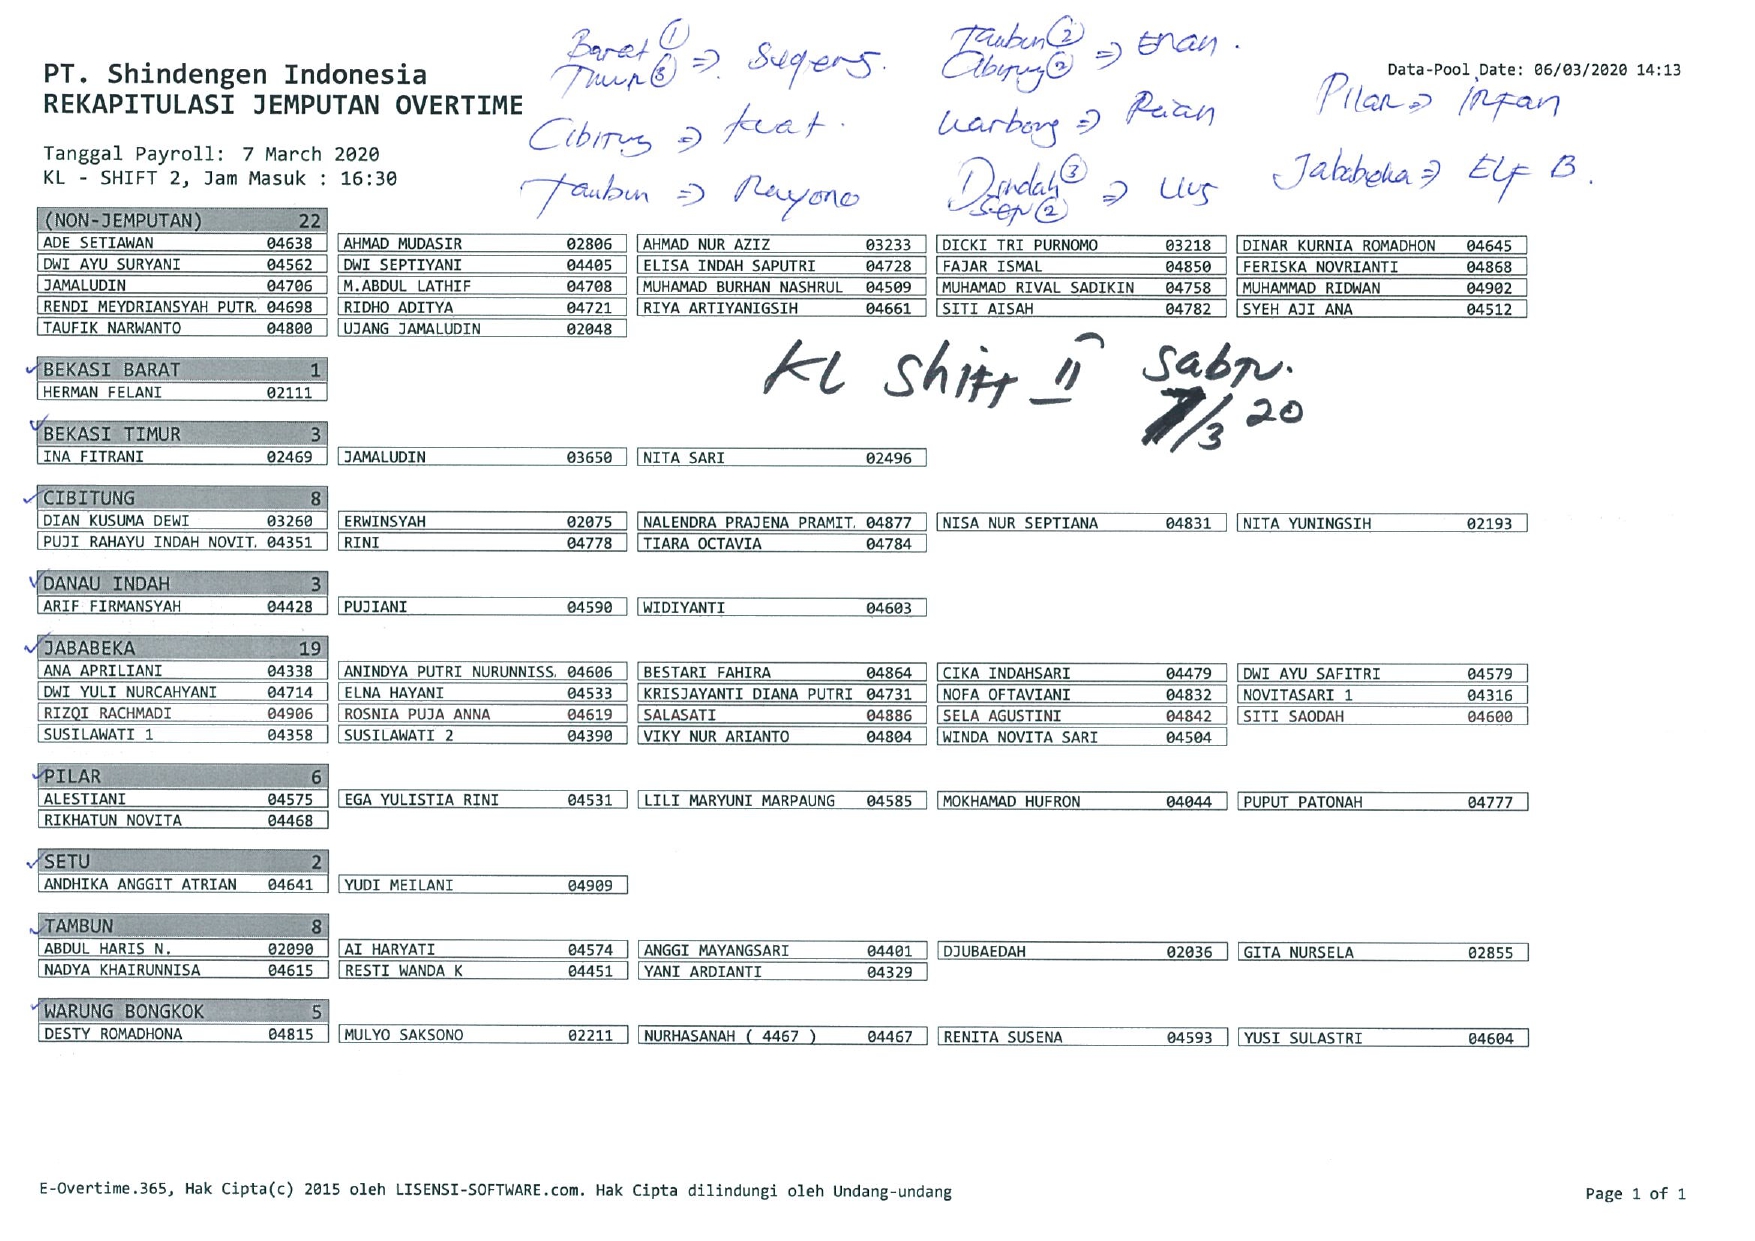 Barat ① ⇒ Sugeng.
Timur ③
Tambun ② ⇒ Enan.
Cibitung ②
Data-Pool Date: 06/03/2020 14:13
PT. Shindengen Indonesia
REKAPITULASI JEMPUTAN OVERTIME
Pilar ⇒ Irfan
Cibitung ⇒ Kuat.
Warbong ⇒ Raian
Tanggal Payroll: 7 March 2020
KL - SHIFT 2, Jam Masuk : 16:30
Tambun ⇒ Rayono
D indah ③ ⇒ Uus
②
Jababeka ⇒ ELF B.
(NON-JEMPUTAN) 22
ADE SETIAWAN 04638 AHMAD MUDASIR 02806 AHMAD NUR AZIZ 03233 DICKI TRI PURNOMO 03218 DINAR KURNIA ROMADHON 04645
DWI AYU SURYANI 04562 DWI SEPTIYANI 04405 ELISA INDAH SAPUTRI 04728 FAJAR ISMAL 04850 FERISKA NOVRIANTI 04868
JAMALUDIN 04706 M.ABDUL LATHIF 04708 MUHAMAD BURHAN NASHRUL 04509 MUHAMAD RIVAL SADIKIN 04758 MUHAMMAD RIDWAN 04902
RENDI MEYDRIANSYAH PUTR. 04698 RIDHO ADITYA 04721 RIYA ARTIYANIGSIH 04661 SITI AISAH 04782 SYEH AJI ANA 04512
TAUFIK NARWANTO 04800 UJANG JAMALUDIN 02048
KL Shift II Sabtu.
7/3 20
BEKASI BARAT 1
HERMAN FELANI 02111
BEKASI TIMUR 3
INA FITRANI 02469 JAMALUDIN 03650 NITA SARI 02496
CIBITUNG 8
DIAN KUSUMA DEWI 03260 ERWINSYAH 02075 NALENDRA PRAJENA PRAMIT. 04877 NISA NUR SEPTIANA 04831 NITA YUNINGSIH 02193
PUJI RAHAYU INDAH NOVIT. 04351 RINI 04778 TIARA OCTAVIA 04784
DANAU INDAH 3
ARIF FIRMANSYAH 04428 PUJIANI 04590 WIDIYANTI 04603
JABABEKA 19
ANA APRILIANI 04338 ANINDYA PUTRI NURUNNISS. 04606 BESTARI FAHIRA 04864 CIKA INDAHSARI 04479 DWI AYU SAFITRI 04579
DWI YULI NURCAHYANI 04714 ELNA HAYANI 04533 KRISJAYANTI DIANA PUTRI 04731 NOFA OFTAVIANI 04832 NOVITASARI 1 04316
RIZQI RACHMADI 04906 ROSNIA PUJA ANNA 04619 SALASATI 04886 SELA AGUSTINI 04842 SITI SAODAH 04600
SUSILAWATI 1 04358 SUSILAWATI 2 04390 VIKY NUR ARIANTO 04804 WINDA NOVITA SARI 04504
PILAR 6
ALESTIANI 04575 EGA YULISTIA RINI 04531 LILI MARYUNI MARPAUNG 04585 MOKHAMAD HUFRON 04044 PUPUT PATONAH 04777
RIKHATUN NOVITA 04468
SETU 2
ANDHIKA ANGGIT ATRIAN 04641 YUDI MEILANI 04909
TAMBUN 8
ABDUL HARIS N. 02090 AI HARYATI 04574 ANGGI MAYANGSARI 04401 DJUBAEDAH 02036 GITA NURSELA 02855
NADYA KHAIRUNNISA 04615 RESTI WANDA K 04451 YANI ARDIANTI 04329
WARUNG BONGKOK 5
DESTY ROMADHONA 04815 MULYO SAKSONO 02211 NURHASANAH ( 4467 ) 04467 RENITA SUSENA 04593 YUSI SULASTRI 04604
E-Overtime.365, Hak Cipta(c) 2015 oleh LISENSI-SOFTWARE.com. Hak Cipta dilindungi oleh Undang-undang
Page 1 of 1